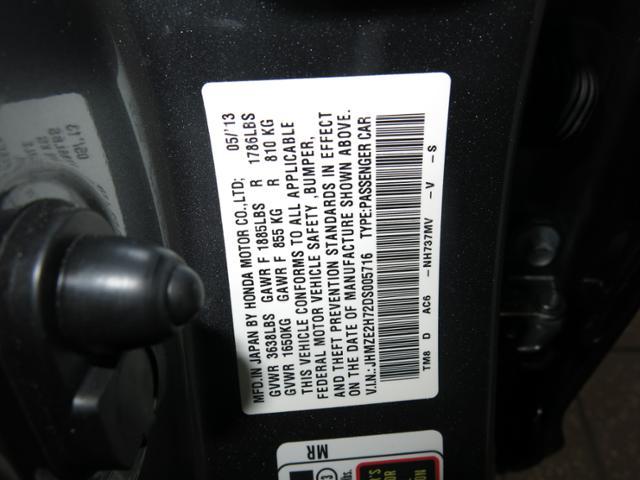 MFD.IN JAPAN BY HONDA MOTOR CO.,LTD; 05/'13
GVWR 3638LBS GAWR F 1885LBS R 1786LBS
GVWR 1650KG GAWR F 855 KG R 810 KG
THIS VEHICLE CONFORMS TO ALL APPLICABLE
FEDERAL MOTOR VEHICLE SAFETY ,BUMPER,
AND THEFT PREVENTION STANDARDS IN EFFECT
ON THE DATE OF MANUFACTURE SHOWN ABOVE.
V.I.N.:JHMZE2H72DS005716 TYPE:PASSENGER CAR
TM8 D AC6 -NH737MV -V -S
MR